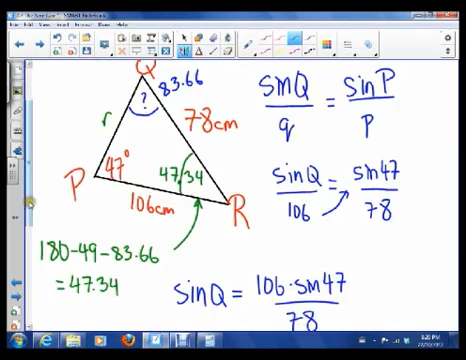 Q
83.66
?
r
78cm
P
47°
47.34
106cm
R
180-49-83.66
=47.34
sinQ = sinP
q p
sinQ = sin47
106 78
sinQ = 106·sin47
78